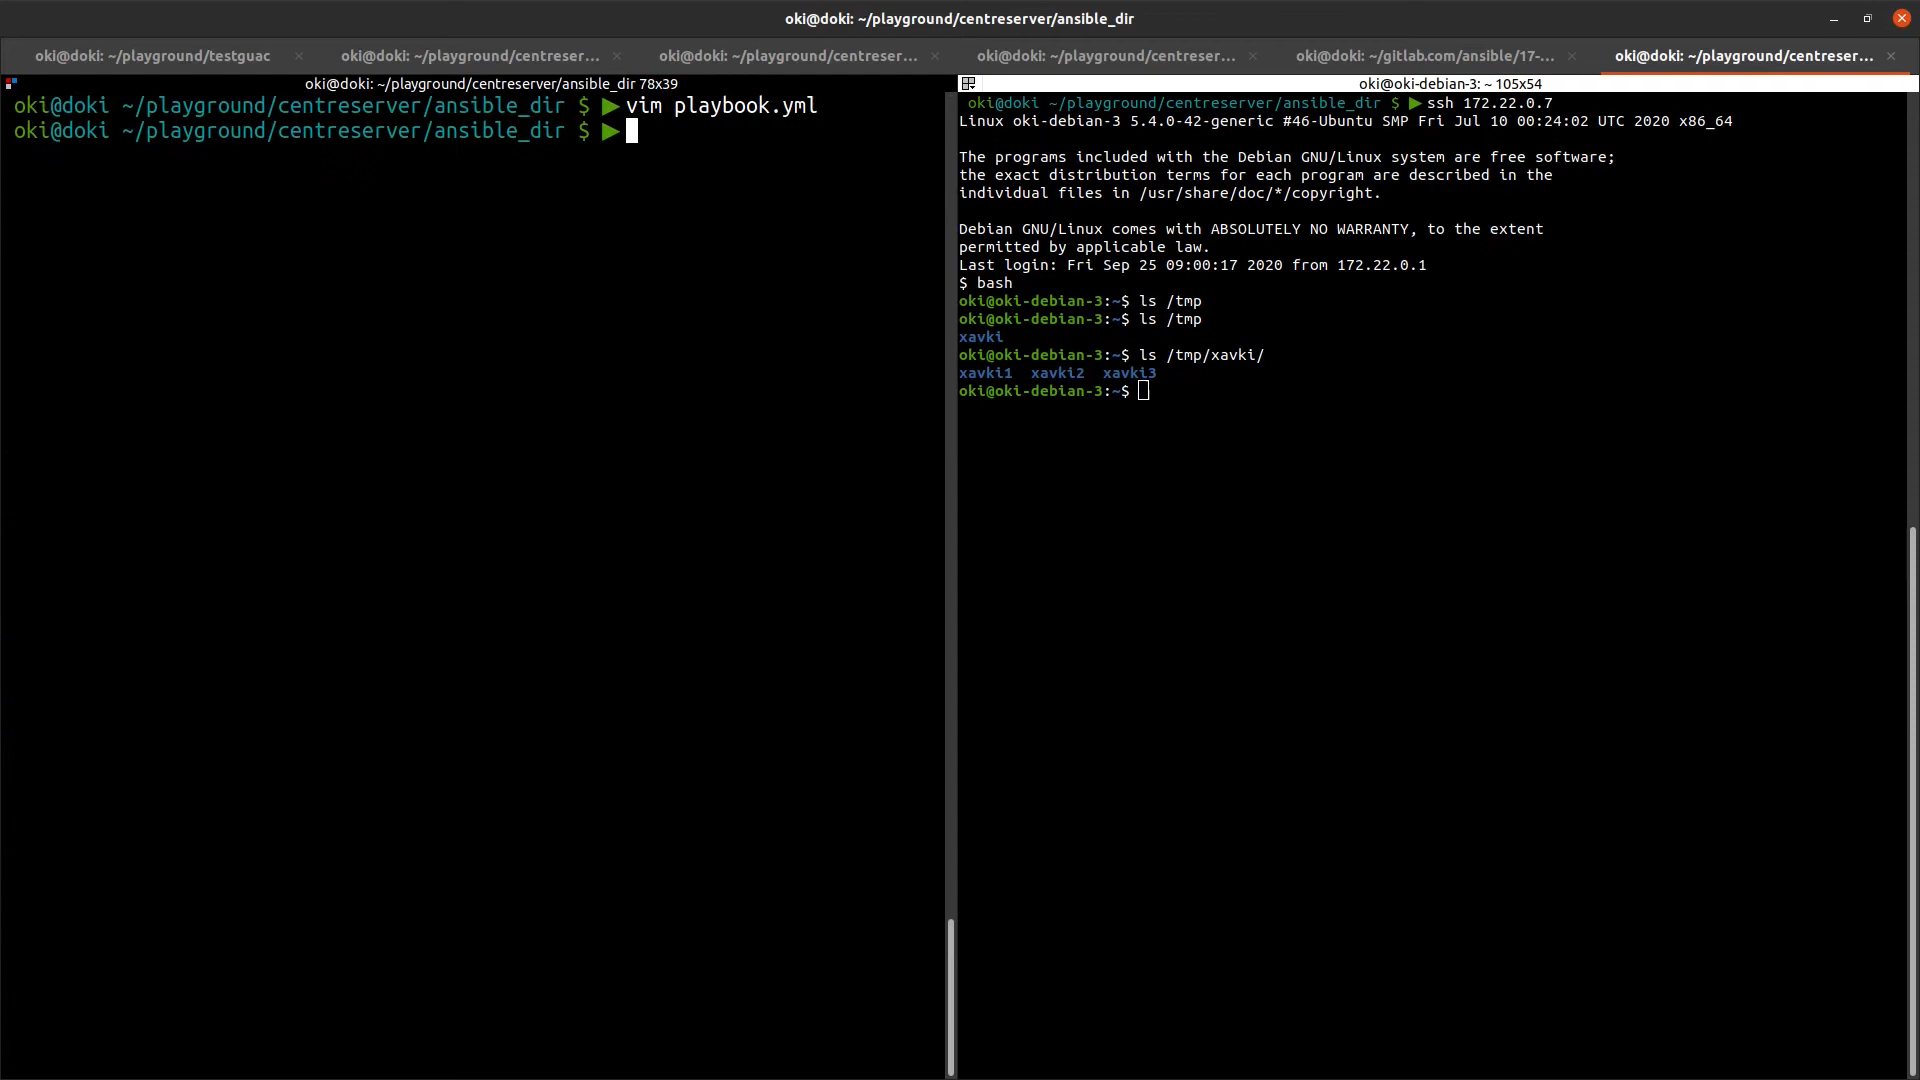 oki@doki: ~/playground/centreserver/ansible_dir
oki@doki: ~/playground/testguac
oki@doki: ~/playground/centreser...
oki@doki: ~/playground/centreser...
oki@doki: ~/playground/centreser...
oki@doki: ~/gitlab.com/ansible/17-...
oki@doki: ~/playground/centreser...
oki@doki: ~/playground/centreserver/ansible_dir 78x39
oki@doki ~/playground/centreserver/ansible_dir $ ▶vim playbook.yml
oki@doki ~/playground/centreserver/ansible_dir $ ▶
oki@oki-debian-3: ~ 105x54
oki@doki ~/playground/centreserver/ansible_dir $ ▶ssh 172.22.0.7
Linux oki-debian-3 5.4.0-42-generic #46-Ubuntu SMP Fri Jul 10 00:24:02 UTC 2020 x86_64
The programs included with the Debian GNU/Linux system are free software;
the exact distribution terms for each program are described in the
individual files in /usr/share/doc/*/copyright.
Debian GNU/Linux comes with ABSOLUTELY NO WARRANTY, to the extent
permitted by applicable law.
Last login: Fri Sep 25 09:00:17 2020 from 172.22.0.1
$ bash
oki@oki-debian-3:~$ ls /tmp
oki@oki-debian-3:~$ ls /tmp
xavki
oki@oki-debian-3:~$ ls /tmp/xavki/
xavki1  xavki2  xavki3
oki@oki-debian-3:~$